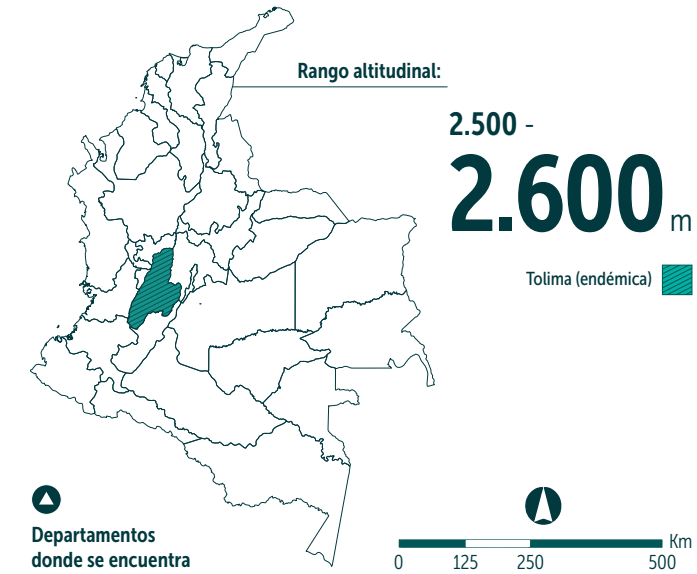 Rango altitudinal:
2.500 -
2.600 m
Tolima (endémica)
Departamentos
donde se encuentra
Km
0 125 250 500